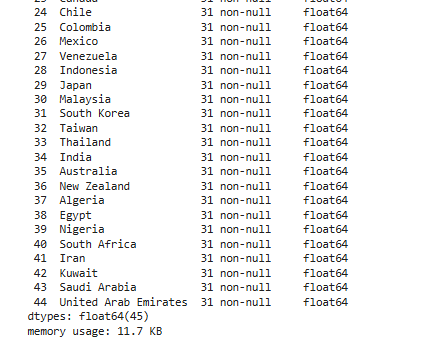 23 Canada 31 non-null float64
24 Chile 31 non-null float64
25 Colombia 31 non-null float64
26 Mexico 31 non-null float64
27 Venezuela 31 non-null float64
28 Indonesia 31 non-null float64
29 Japan 31 non-null float64
30 Malaysia 31 non-null float64
31 South Korea 31 non-null float64
32 Taiwan 31 non-null float64
33 Thailand 31 non-null float64
34 India 31 non-null float64
35 Australia 31 non-null float64
36 New Zealand 31 non-null float64
37 Algeria 31 non-null float64
38 Egypt 31 non-null float64
39 Nigeria 31 non-null float64
40 South Africa 31 non-null float64
41 Iran 31 non-null float64
42 Kuwait 31 non-null float64
43 Saudi Arabia 31 non-null float64
44 United Arab Emirates 31 non-null float64
dtypes: float64(45)
memory usage: 11.7 KB